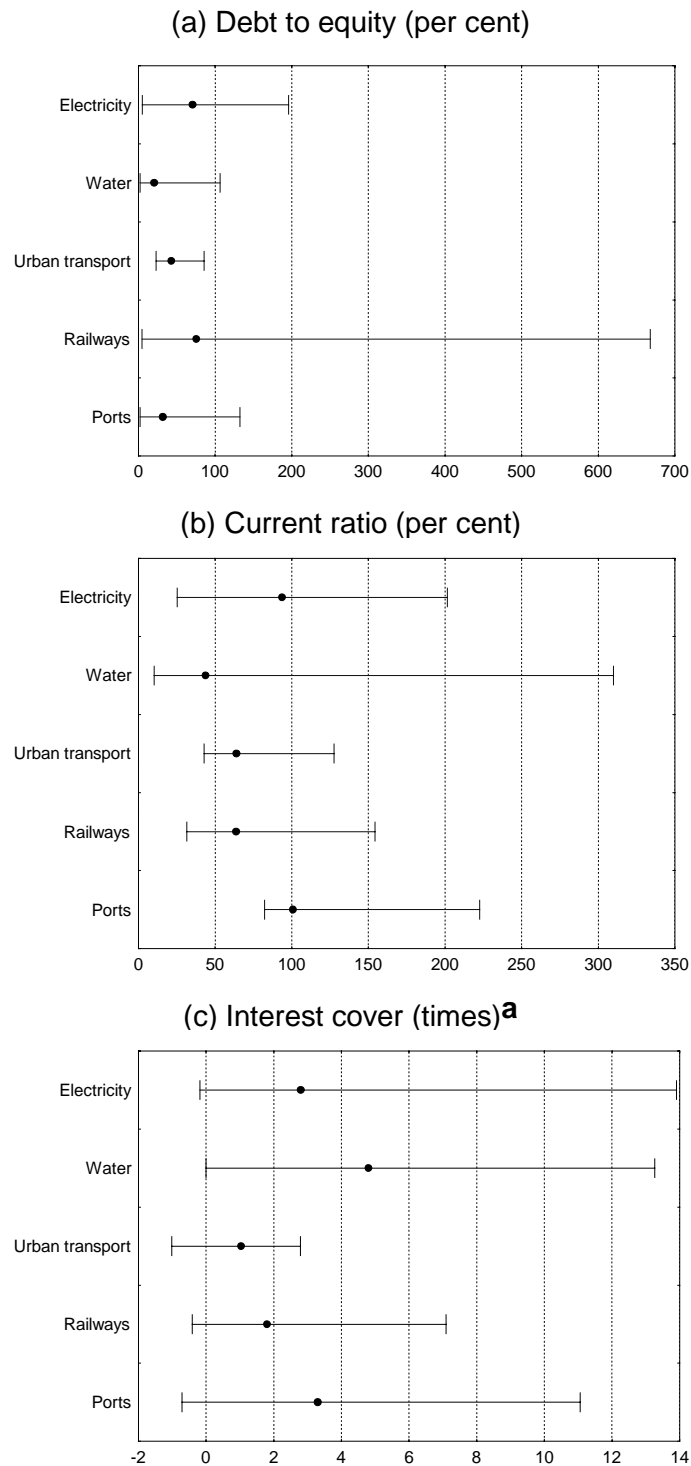 (a) Debt to equity (per cent)
Electricity
Water
Urban transport
Railways
Ports
0 100 200 300 400 500 600 700
(b) Current ratio (per cent)
Electricity
Water
Urban transport
Railways
Ports
0 50 100 150 200 250 300 350
(c) Interest cover (times)a
Electricity
Water
Urban transport
Railways
Ports
-2 0 2 4 6 8 10 12 14